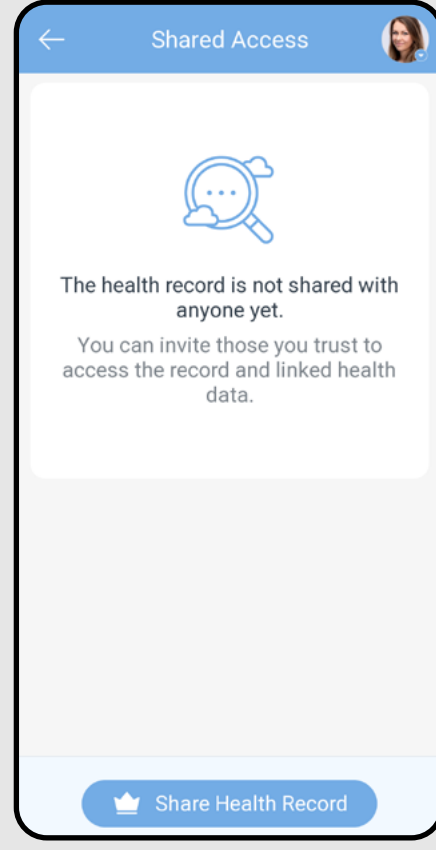 Shared Access
The health record is not shared with
anyone yet.
You can invite those you trust to
access the record and linked health
data.
Share Health Record